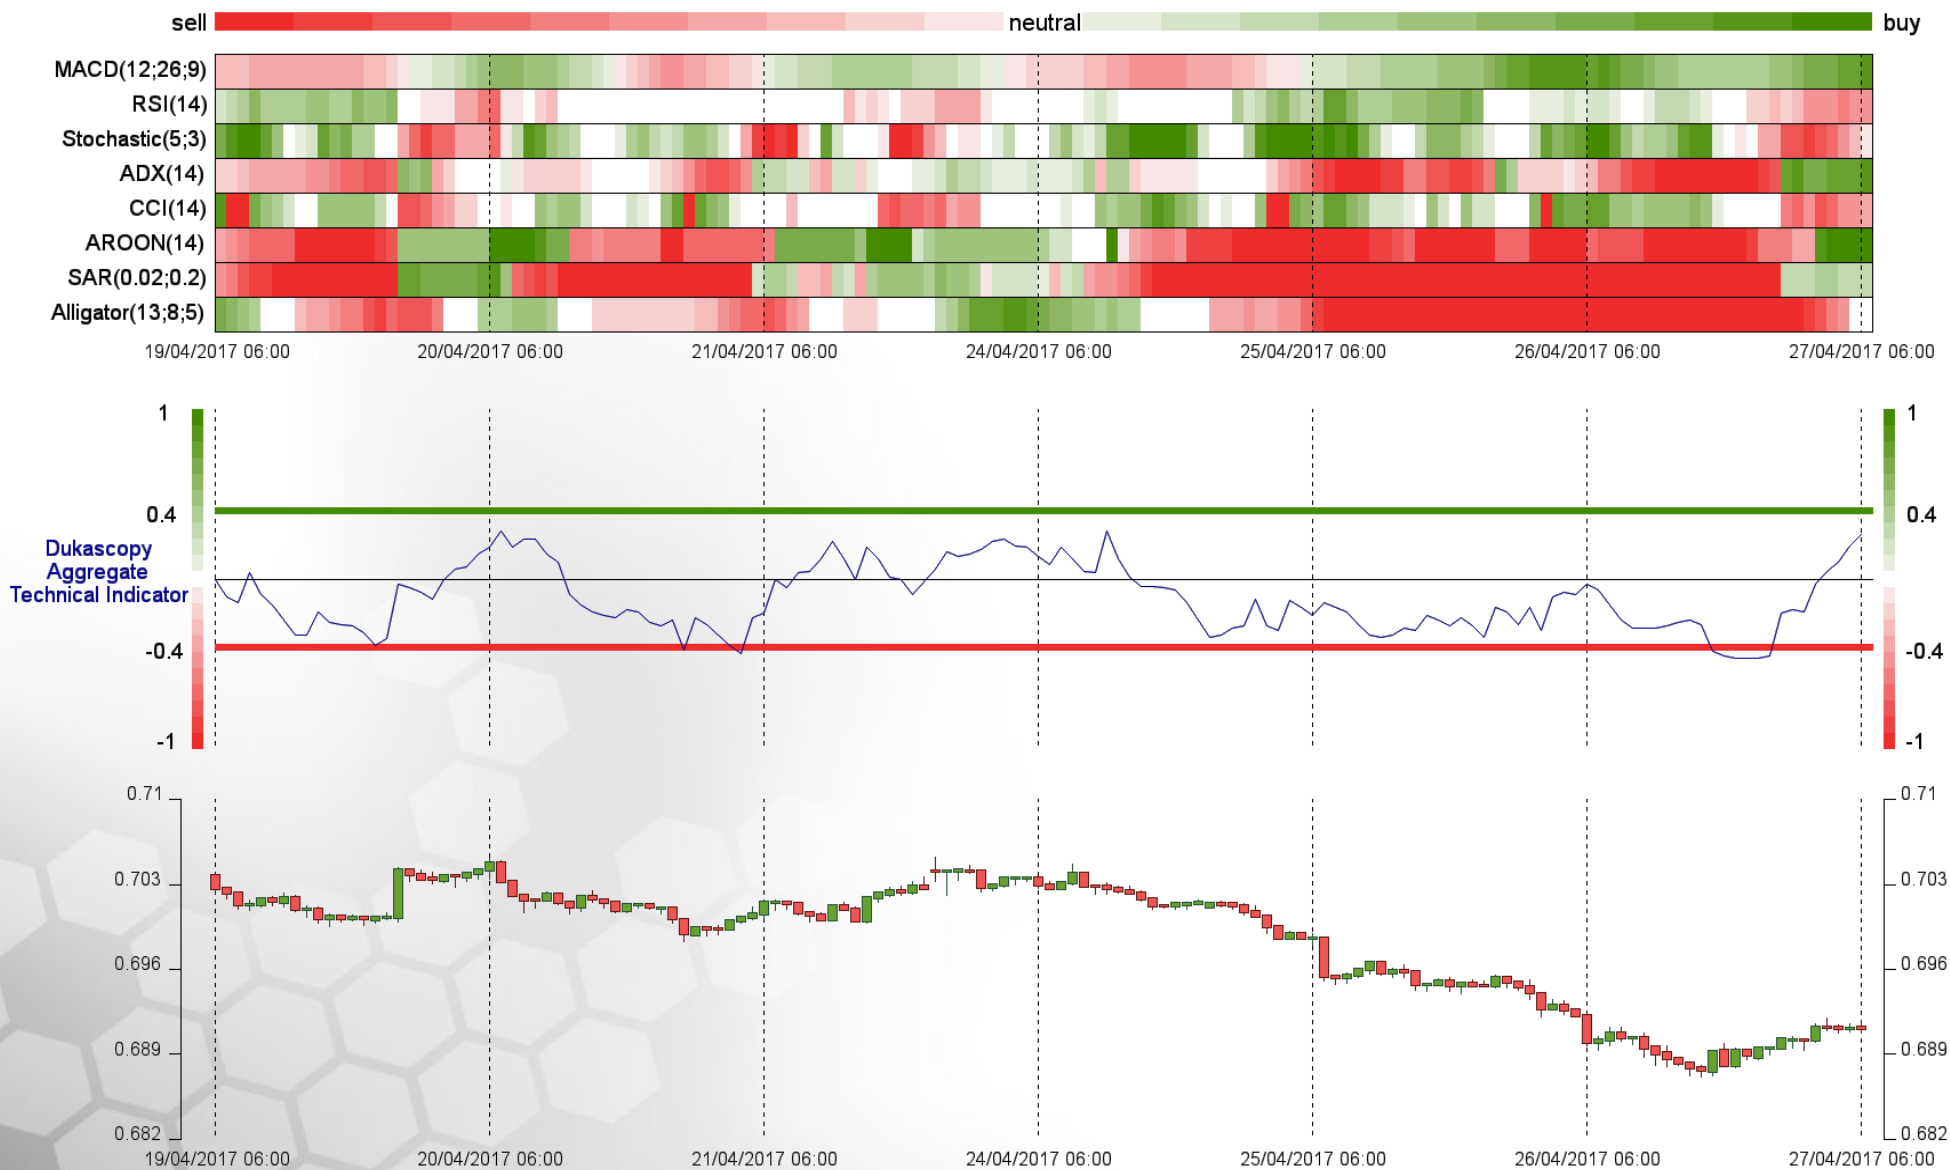 sell neutral buy
MACD(12;26;9)
RSI(14)
Stochastic(5;3)
ADX(14)
CCI(14)
AROON(14)
SAR(0.02;0.2)
Alligator(13;8;5)
19/04/2017 06:00 20/04/2017 06:00 21/04/2017 06:00 24/04/2017 06:00 25/04/2017 06:00 26/04/2017 06:00 27/04/2017 06:00
1 1
0.4 0.4
Dukascopy
Aggregate
Technical Indicator
-0.4 -0.4
-1 -1
0.71 0.71
0.703 0.703
0.696 0.696
0.689 0.689
0.682 0.682
19/04/2017 06:00 20/04/2017 06:00 21/04/2017 06:00 24/04/2017 06:00 25/04/2017 06:00 26/04/2017 06:00 27/04/2017 06:00